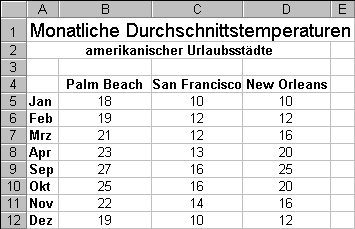 A B C D E
1 Monatliche Durchschnittstemperaturen
2 amerikanischer Urlaubsstädte
3
4 Palm Beach San Francisco New Orleans
5 Jan 18 10 10
6 Feb 19 12 12
7 Mrz 21 12 16
8 Apr 23 13 20
9 Sep 27 16 25
10 Okt 25 16 20
11 Nov 22 14 16
12 Dez 19 10 12